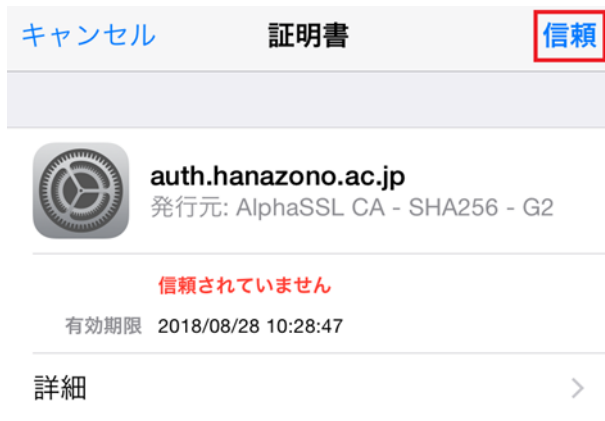 キャンセル 証明書 信頼
auth.hanazono.ac.jp
発行元: AlphaSSL CA - SHA256 - G2
信頼されていません
有効期限 2018/08/28 10:28:47
詳細